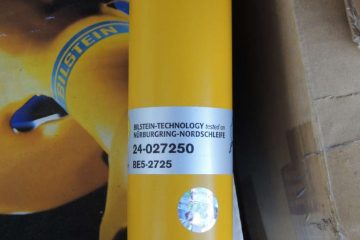 BILSTEIN
BILSTEIN-TECHNOLOGY tested on
NÜRBURGRING-NORDSCHLEIFE
24-027250
BE5-2725